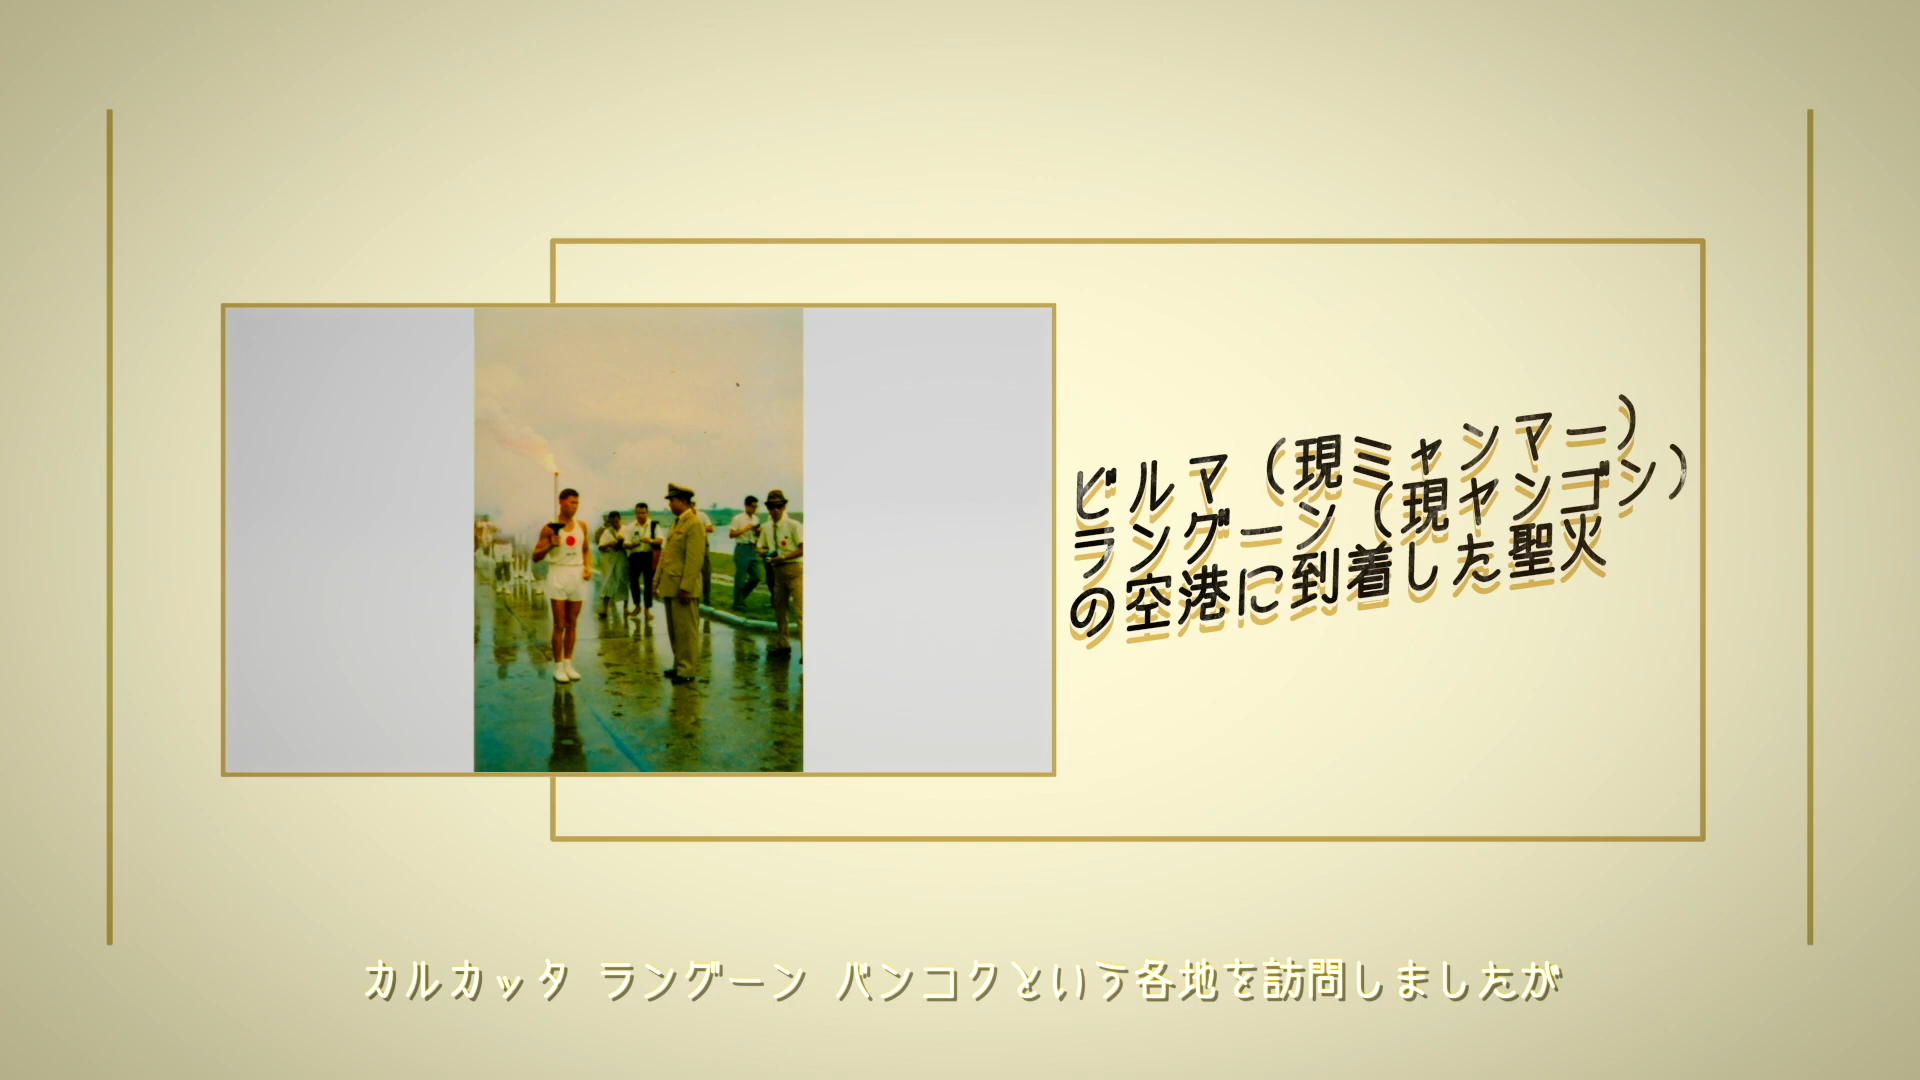 ビルマ（現ミャンマー）
ラングーン（現ヤンゴン）
の空港に到着した聖火
カルカッタ ラングーン バンコクという各地を訪問しましたが